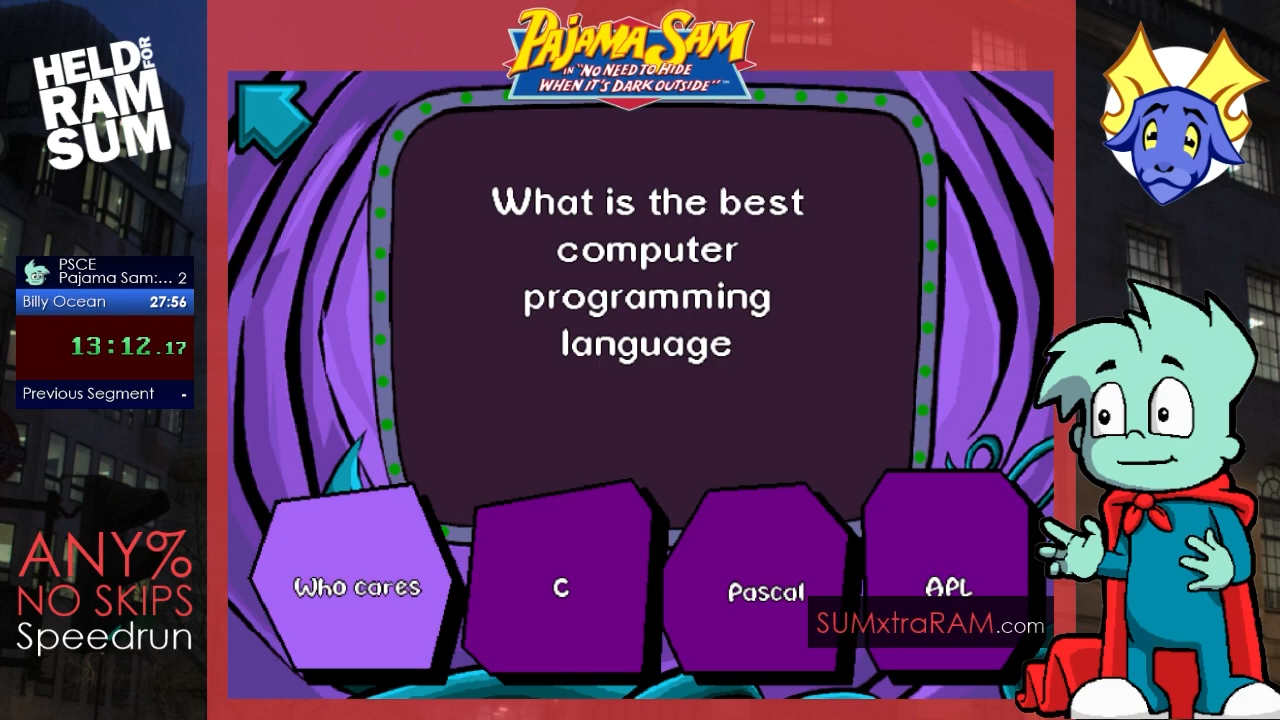 HELD FOR
RAM
SUM
PAJAMA SAM
IN "NO NEED TO HIDE
WHEN IT'S DARK OUTSIDE"™
What is the best
computer
programming
language
PSCE
Pajama Sam:... 2
Billy Ocean 27:56
13:12.17
Previous Segment -
ANY%
NO SKIPS
Speedrun
Who cares
C
Pascal
APL
SUMxtraRAM.com